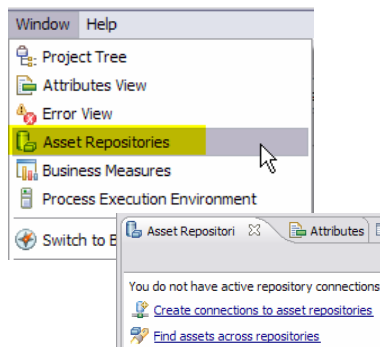 Window Help
Project Tree
Attributes View
Error View
Asset Repositories
Business Measures
Process Execution Environment
Switch to B
Asset Repositori Attributes
You do not have active repository connections
Create connections to asset repositories
Find assets across repositories